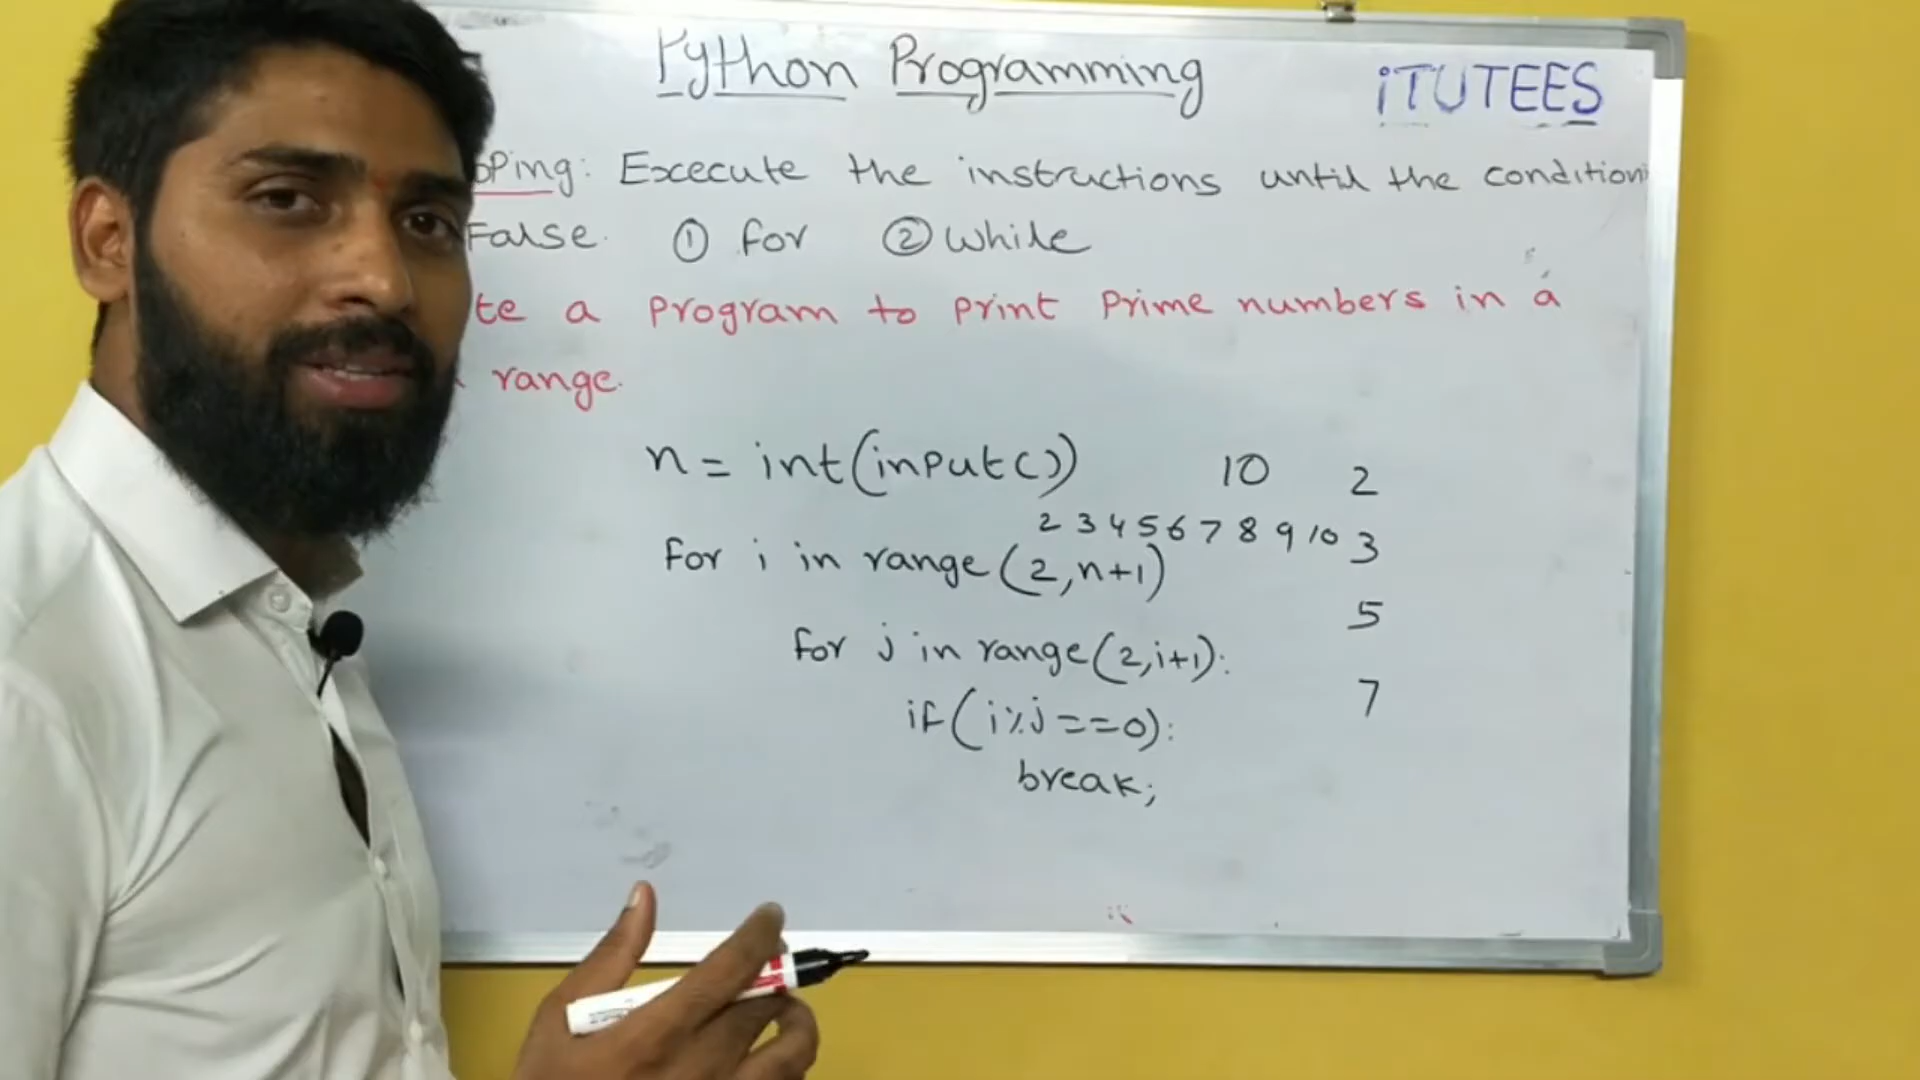 Python Programming
iTUTEES
oping: Excecute the instructions until the condition
False. ① for ② while
te a program to print prime numbers in a
range.
n = int(input()) 10 2
2 3 4 5 6 7 8 9 10 3
for i in range(2,n+1)
5
for j in range(2,i+1):
7
if(i%j==0):
break;